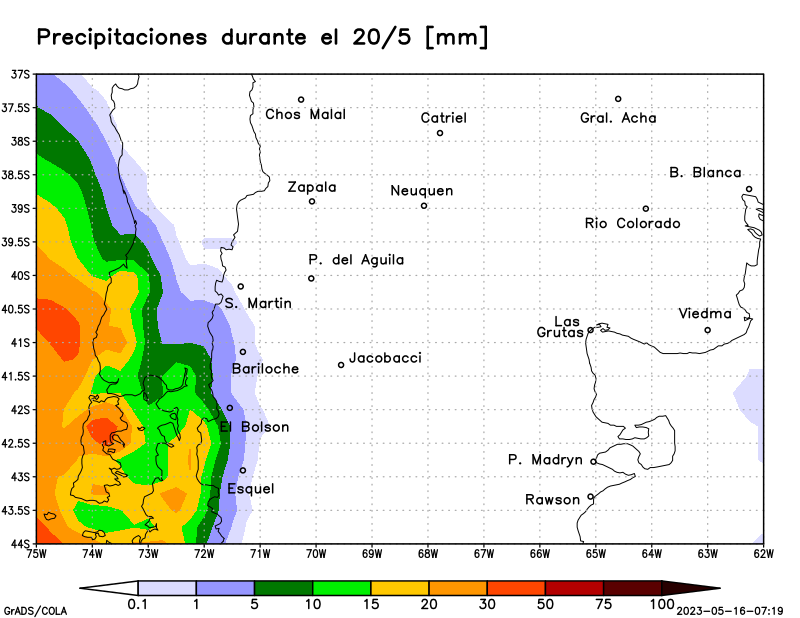 Precipitaciones durante el 20/5 [mm]
37S
37.5S
38S
38.5S
39S
39.5S
40S
40.5S
41S
41.5S
42S
42.5S
43S
43.5S
44S
Chos Malal
Catriel
Gral. Acha
B. Blanca
Zapala
Neuquen
Rio Colorado
P. del Aguila
S. Martin
Viedma
Las
Grutas
Bariloche
Jacobacci
El Bolson
P. Madryn
Esquel
Rawson
75W 74W 73W 72W 71W 70W 69W 68W 67W 66W 65W 64W 63W 62W
0.1 1 5 10 15 20 30 50 75 100
GrADS/COLA
2023-05-16-07:19